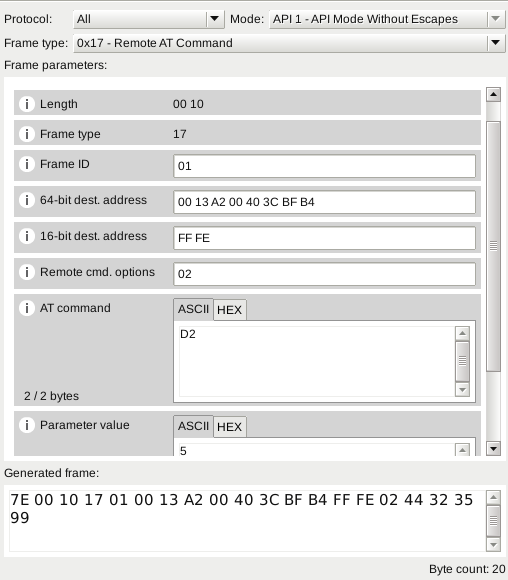 Protocol: All Mode: API 1 - API Mode Without Escapes
Frame type: 0x17 - Remote AT Command
Frame parameters:
i Length 00 10
i Frame type 17
i Frame ID 01
i 64-bit dest. address 00 13 A2 00 40 3C BF B4
i 16-bit dest. address FF FE
i Remote cmd. options 02
i AT command ASCII HEX
D2
2 / 2 bytes
i Parameter value ASCII HEX
5
Generated frame:
7E 00 10 17 01 00 13 A2 00 40 3C BF B4 FF FE 02 44 32 35
99
Byte count: 20